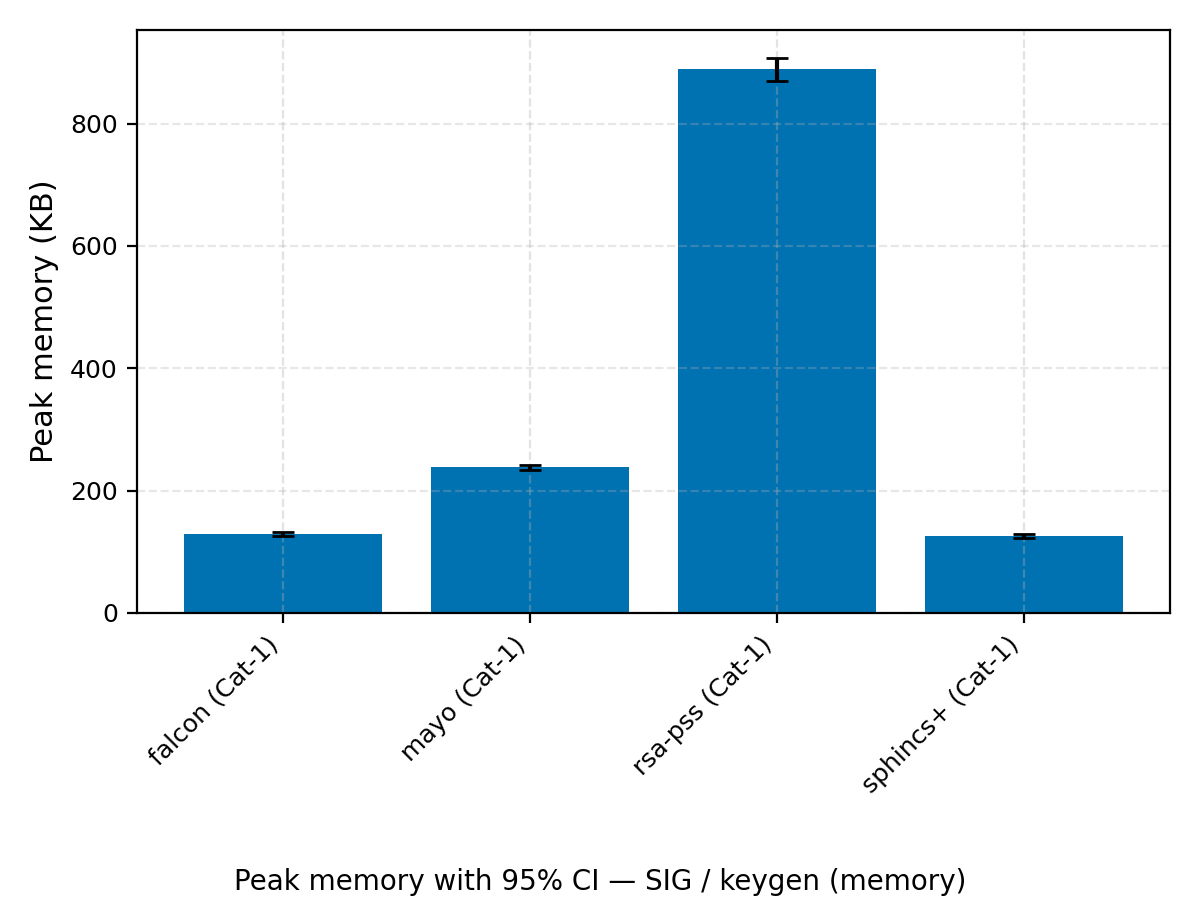 800
600
400
200
0
Peak memory (KB)
falcon (Cat-1)
mayo (Cat-1)
rsa-pss (Cat-1)
sphincs+ (Cat-1)
Peak memory with 95% CI — SIG / keygen (memory)